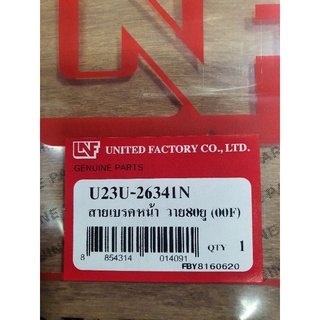 UNF UNITED FACTORY CO., LTD.
GENUINE PARTS
U23U-26341N
สายเบรคหน้า วาย80ยู (00F)
QTY 1
8 854314 014091
FBY8160620